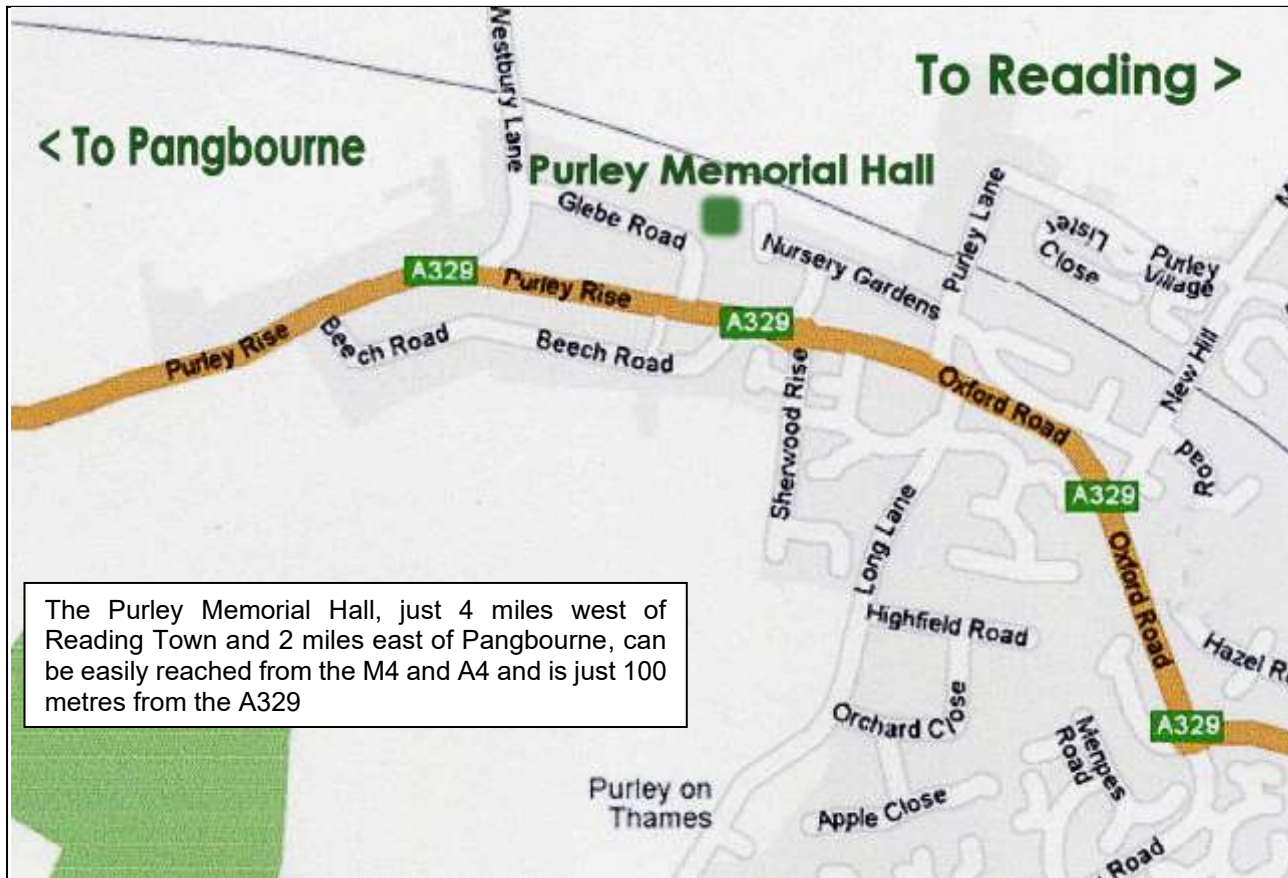 Westbury Lane
To Reading >
< To Pangbourne
Purley Memorial Hall
Glebe Road
Nursery Gardens
Purley Lane
Lister
Close
Purley
Village
A329
Purley Rise
A329
Purley Rise
Beech Road
Beech Road
Sherwood Rise
Oxford Road
New Hill
Road
A329
Long Lane
Oxford Road
Highfield Road
Orchard Close
Menpes
Road
A329
Purley on
Thames
Apple Close
Road
The Purley Memorial Hall, just 4 miles west of
Reading Town and 2 miles east of Pangbourne, can
be easily reached from the M4 and A4 and is just 100
metres from the A329
Hazel